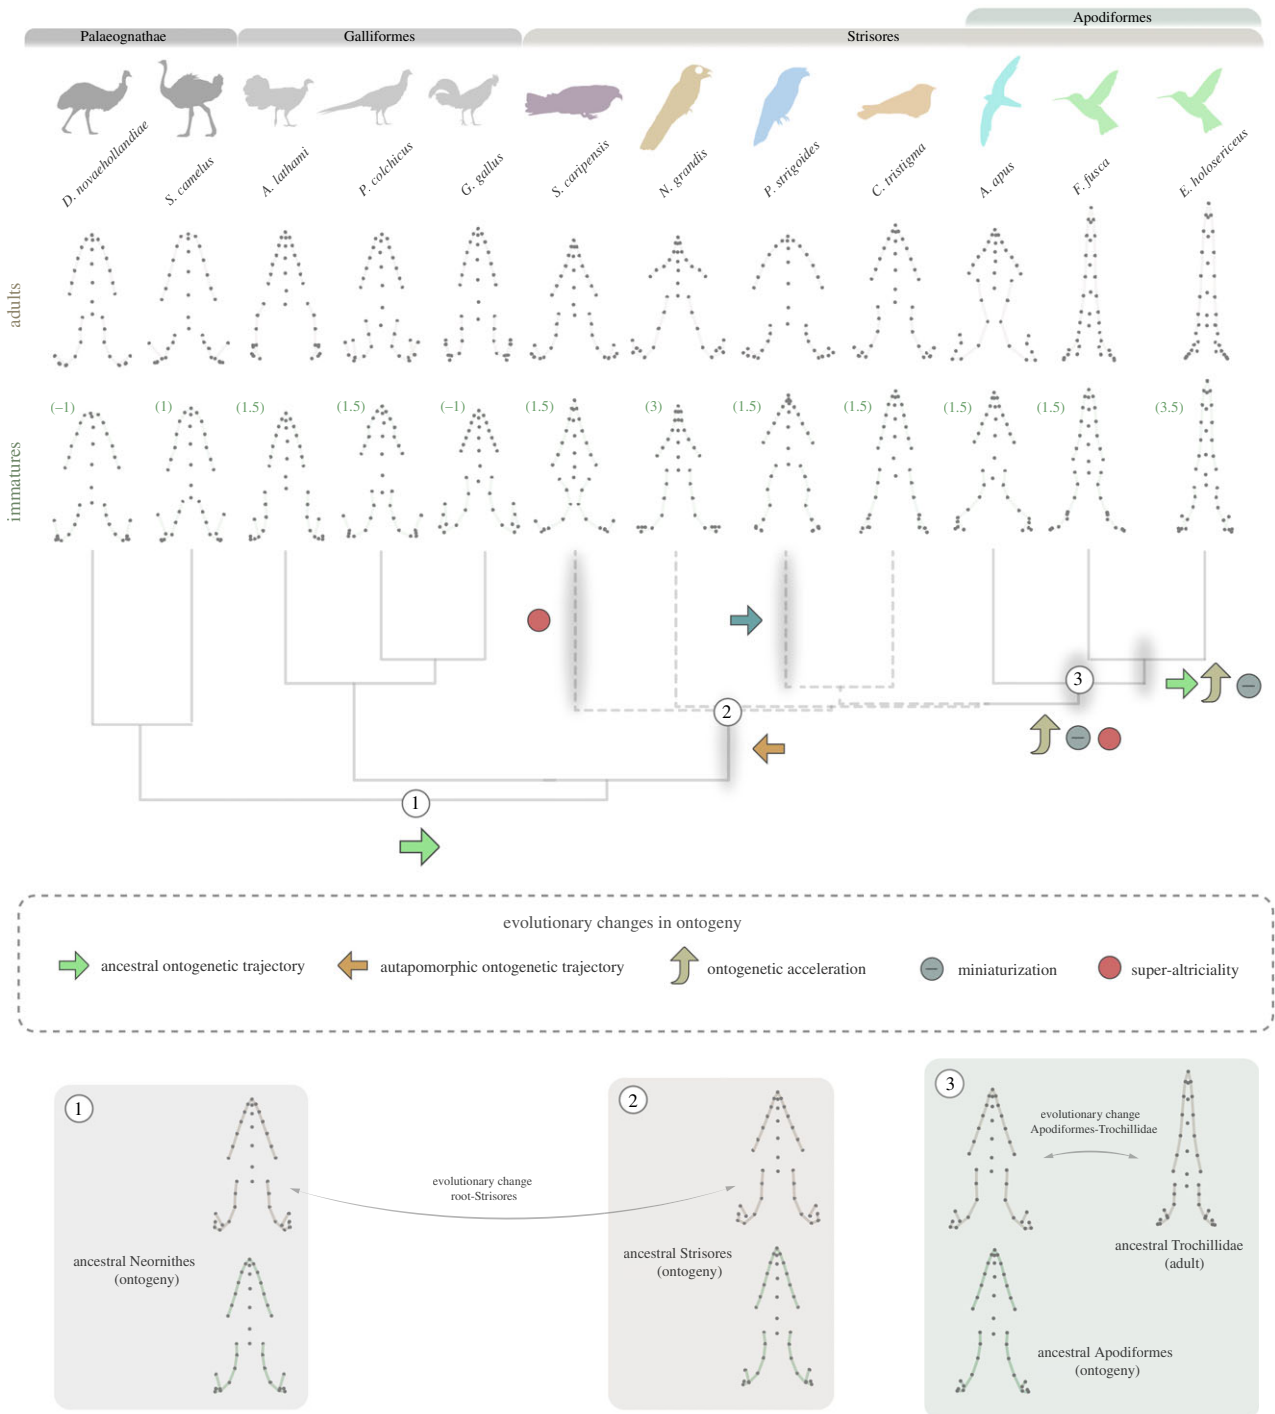 Apodiformes
Palaeognathae
Galliformes
Strisores
D. novaehollandiae
S. camelus
A. lathami
P. colchicus
G. gallus
S. caripensis
N. grandis
P. strigoides
C. tristigma
A. apus
F. fusca
E. holosericeus
adults
immatures
(–1)
(1)
(1.5)
(1.5)
(–1)
(1.5)
(3)
(1.5)
(1.5)
(1.5)
(1.5)
(3.5)
3
2
1
evolutionary changes in ontogeny
ancestral ontogenetic trajectory
autapomorphic ontogenetic trajectory
ontogenetic acceleration
miniaturization
super-altriciality
1
evolutionary change
root-Strisores
ancestral Neornithes
(ontogeny)
2
ancestral Strisores
(ontogeny)
3
evolutionary change
Apodiformes-Trochillidae
ancestral Trochillidae
(adult)
ancestral Apodiformes
(ontogeny)